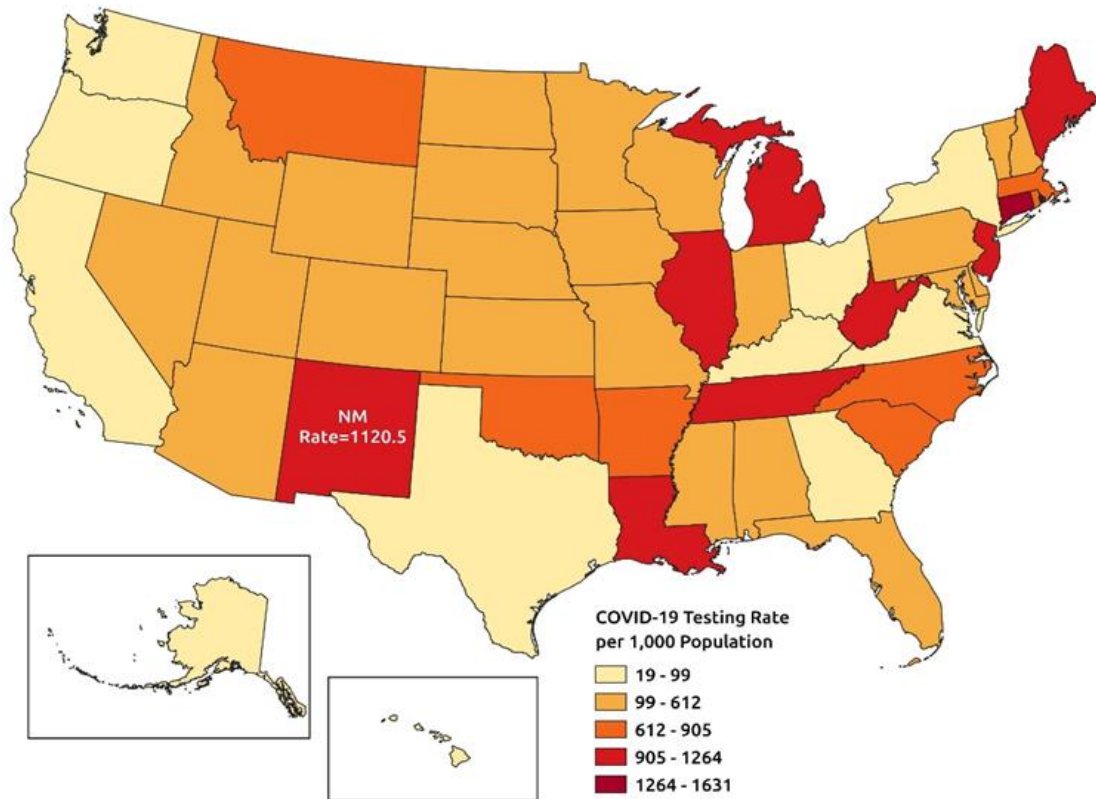 NM
Rate=1120.5
COVID-19 Testing Rate
per 1,000 Population
19 - 99
99 - 612
612 - 905
905 - 1264
1264 - 1631